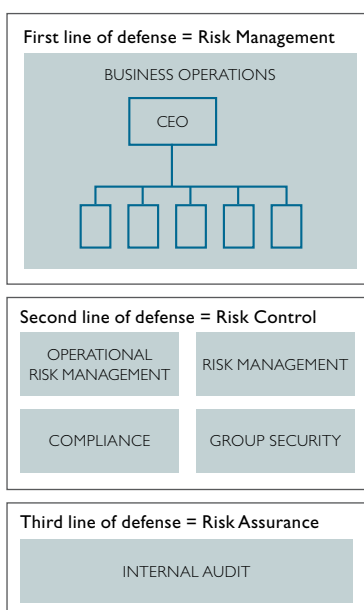 First line of defense = Risk Management
BUSINESS OPERATIONS
CEO
Second line of defense = Risk Control
OPERATIONAL
RISK MANAGEMENT
RISK MANAGEMENT
COMPLIANCE
GROUP SECURITY
Third line of defense = Risk Assurance
INTERNAL AUDIT